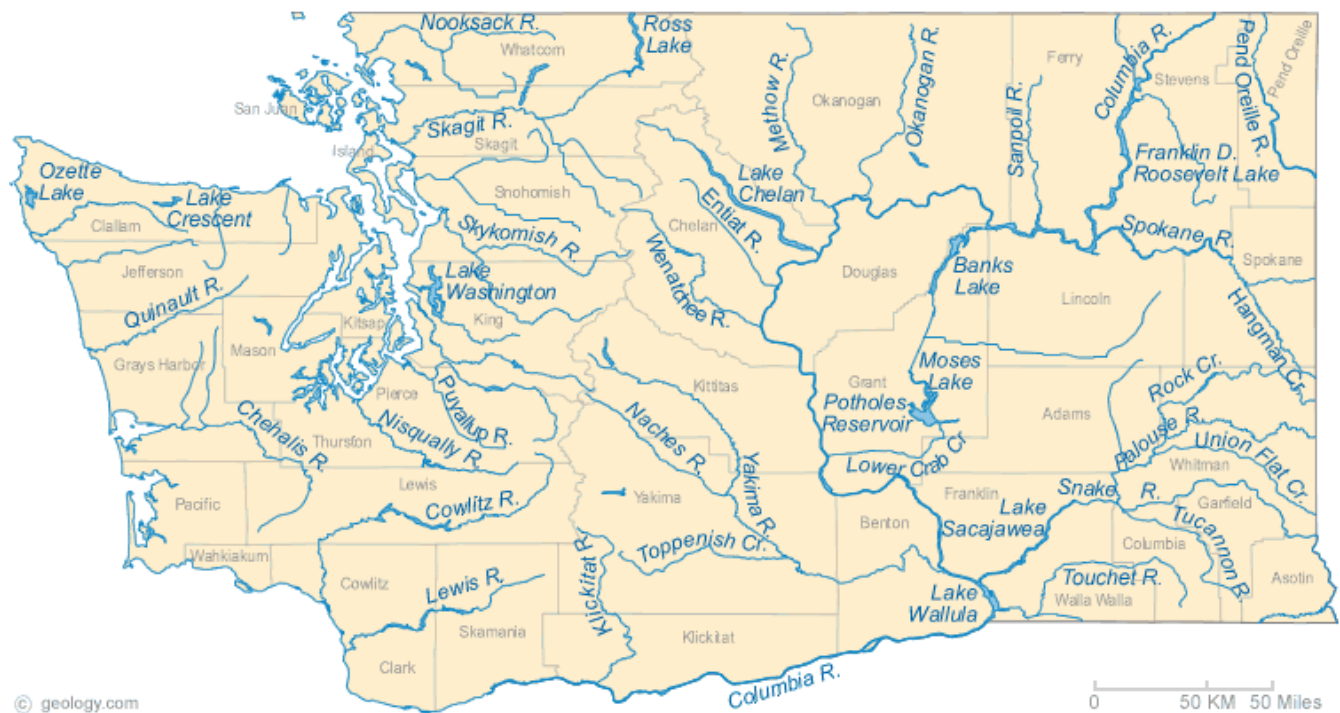 Nooksack R.
Ross
Lake
Whatcom
San Juan
Skagit R.
Skagit
Island
Methow R.
Okanogan
Okanogan R.
Ferry
Sanpoil R.
Columbia R.
Stevens
Pend Oreille R.
Pend Oreille
Franklin D.
Roosevelt Lake
Ozette
Lake
Lake
Crescent
Clallam
Snohomish
Lake
Chelan
Entiat R.
Chelan
Skykomish R.
Wenatchee R.
Spokane R.
Spokane
Jefferson
Quinault R.
Lake
Washington
King
Kitsap
Douglas
Banks
Lake
Lincoln
Hangman Cr.
Grays Harbor
Mason
Pierce
Puyallup R.
Kittitas
Moses
Lake
Grant
Potholes
Reservoir
Adams
Rock Cr.
Palouse R.
Union Flat Cr.
Whitman
Chehalis R.
Thurston
Nisqually R.
Naches R.
Yakima R.
Lower Crab Cr
Pacific
Lewis
Cowlitz R.
Yakima
Franklin
Snake R.
Garfield
Lake
Sacajawea
Benton
Tucannon R.
Columbia
Wahkiakum
Cowlitz
Toppenish Cr.
Klickitat R.
Lewis R.
Skamania
Touchet R.
Walla Walla
Asotin
Lake
Wallula
Klickitat
Clark
Columbia R.
© geology.com
0 50 KM 50 Miles